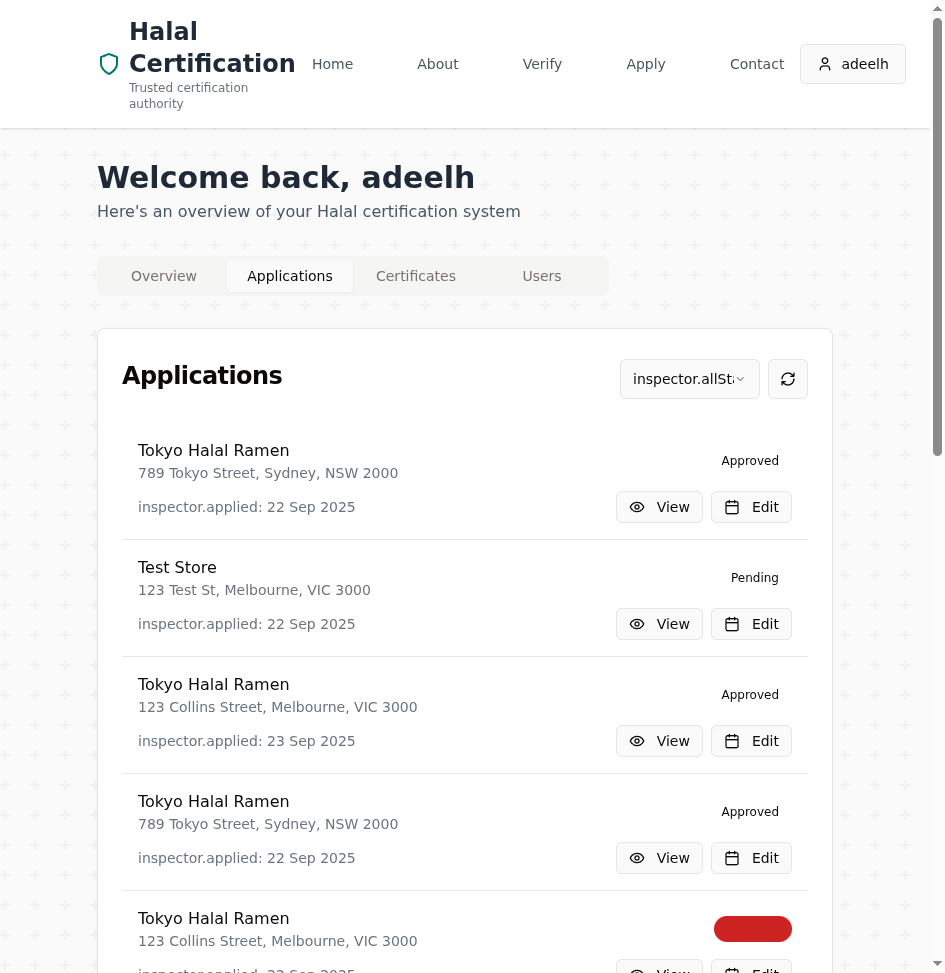 Halal
Certification
Trusted certification
authority
Home
About
Verify
Apply
Contact
adeelh
Welcome back, adeelh
Here's an overview of your Halal certification system
Overview
Applications
Certificates
Users
Applications
inspector.allSt
Tokyo Halal Ramen
Approved
789 Tokyo Street, Sydney, NSW 2000
inspector.applied: 22 Sep 2025
View
Edit
Test Store
Pending
123 Test St, Melbourne, VIC 3000
inspector.applied: 22 Sep 2025
View
Edit
Tokyo Halal Ramen
Approved
123 Collins Street, Melbourne, VIC 3000
inspector.applied: 23 Sep 2025
View
Edit
Tokyo Halal Ramen
Approved
789 Tokyo Street, Sydney, NSW 2000
inspector.applied: 22 Sep 2025
View
Edit
Tokyo Halal Ramen
123 Collins Street, Melbourne, VIC 3000